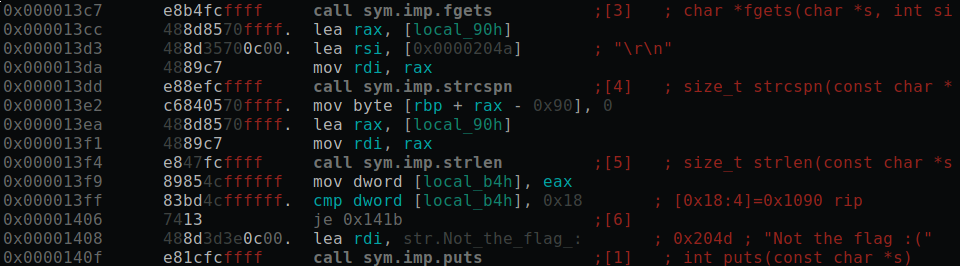 0x000013c7 e8b4fcffff call sym.imp.fgets ;[3] ; char *fgets(char *s, int si
0x000013cc 488d8570ffff. lea rax, [local_90h]
0x000013d3 488d35700c00. lea rsi, [0x0000204a] ; "\r\n"
0x000013da 4889c7 mov rdi, rax
0x000013dd e88efcffff call sym.imp.strcspn ;[4] ; size_t strcspn(const char *
0x000013e2 c6840570ffff. mov byte [rbp + rax - 0x90], 0
0x000013ea 488d8570ffff. lea rax, [local_90h]
0x000013f1 4889c7 mov rdi, rax
0x000013f4 e847fcffff call sym.imp.strlen ;[5] ; size_t strlen(const char *s
0x000013f9 89854cffffff mov dword [local_b4h], eax
0x000013ff 83bd4cffffff. cmp dword [local_b4h], 0x18 ; [0x18:4]=0x1090 rip
0x00001406 7413 je 0x141b ;[6]
0x00001408 488d3d3e0c00. lea rdi, str.Not_the_flag_: ; 0x204d ; "Not the flag :("
0x0000140f e81cfcffff call sym.imp.puts ;[1] ; int puts(const char *s)